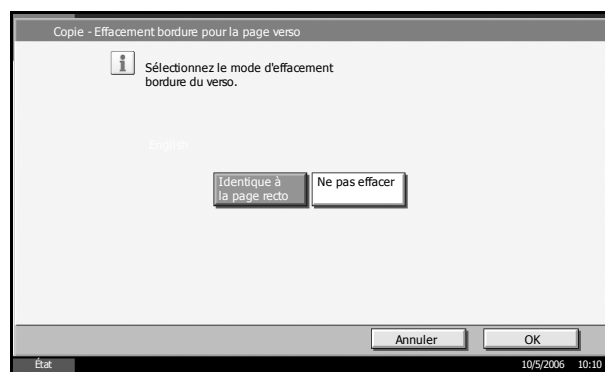 Copie - Effacement bordure pour la page verso
Sélectionnez le mode d'effacement
bordure du verso.
English
Identique à
la page recto
Ne pas effacer
Annuler
OK
État
10/5/2006 10:10